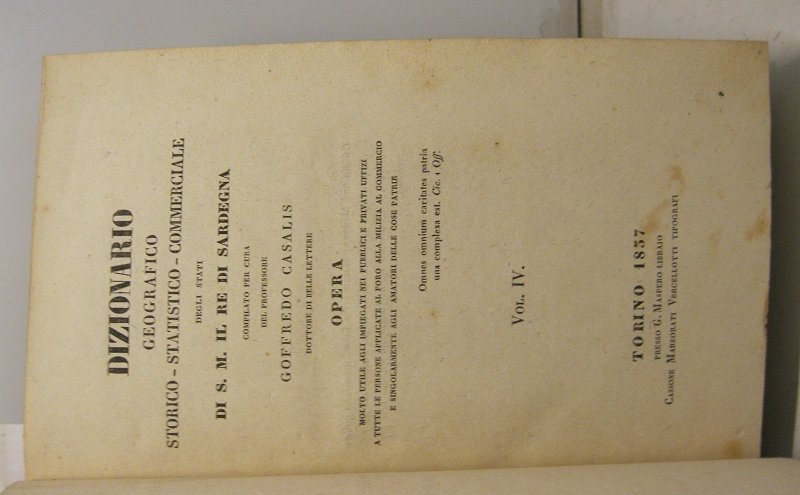 DIZIONARIO
GEOGRAFICO
STORICO – STATISTICO – COMMERCIALE
DEGLI STATI
DI S. M. IL RE DI SARDEGNA
COMPILATO PER CURA
DEL PROFESSORE
GOFFREDO CASALIS
DOTTORE DI BELLE LETTERE
OPERA
MOLTO UTILE AGLI IMPIEGATI NEI PUBBLICI E PRIVATI UFFIZI
A TUTTE LE PERSONE APPLICATE AL FORO ALLA MILIZIA AL COMMERCIO
E SINGOLARMENTE AGLI AMATORI DELLE COSE PATRIE
Omnes omnium caritates patria
una complexa est. Cic. 1 Off.
VOL. IV.
TORINO 1837
PRESSO G. MASPERO LIBRAIO
CASSONE MARZORATI VERCELLOTTI TIPOGRAFI